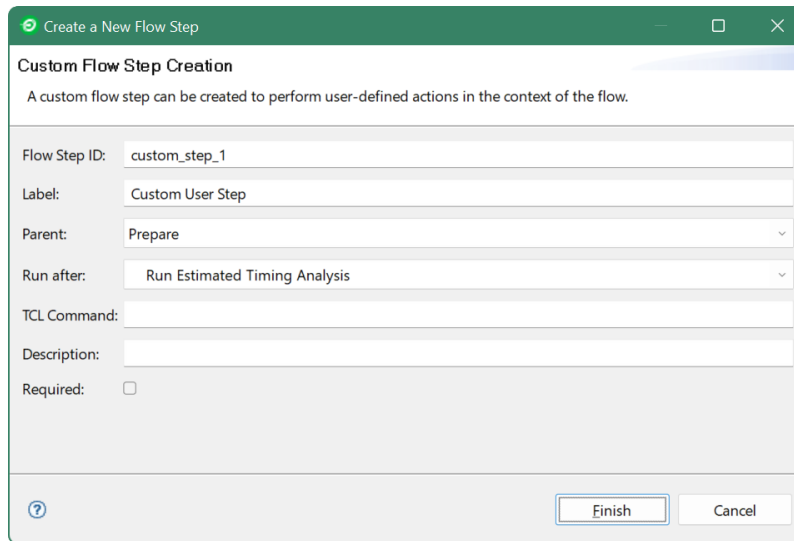 Create a New Flow Step
Custom Flow Step Creation
A custom flow step can be created to perform user-defined actions in the context of the flow.
Flow Step ID: custom_step_1
Label: Custom User Step
Parent: Prepare
Run after: Run Estimated Timing Analysis
TCL Command:
Description:
Required:
Finish Cancel